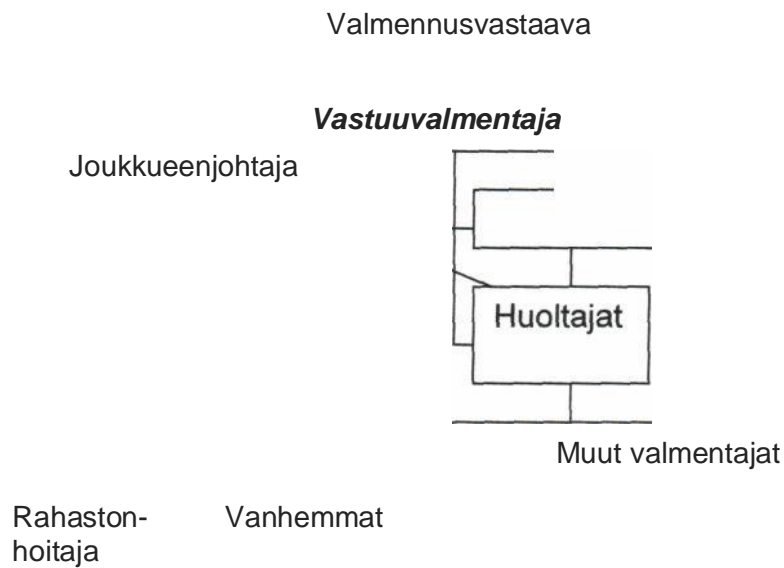 Valmennusvastaava
Vastuuvalmentaja
Joukkueenjohtaja
Huoltajat
Muut valmentajat
Rahaston-
hoitaja
Vanhemmat